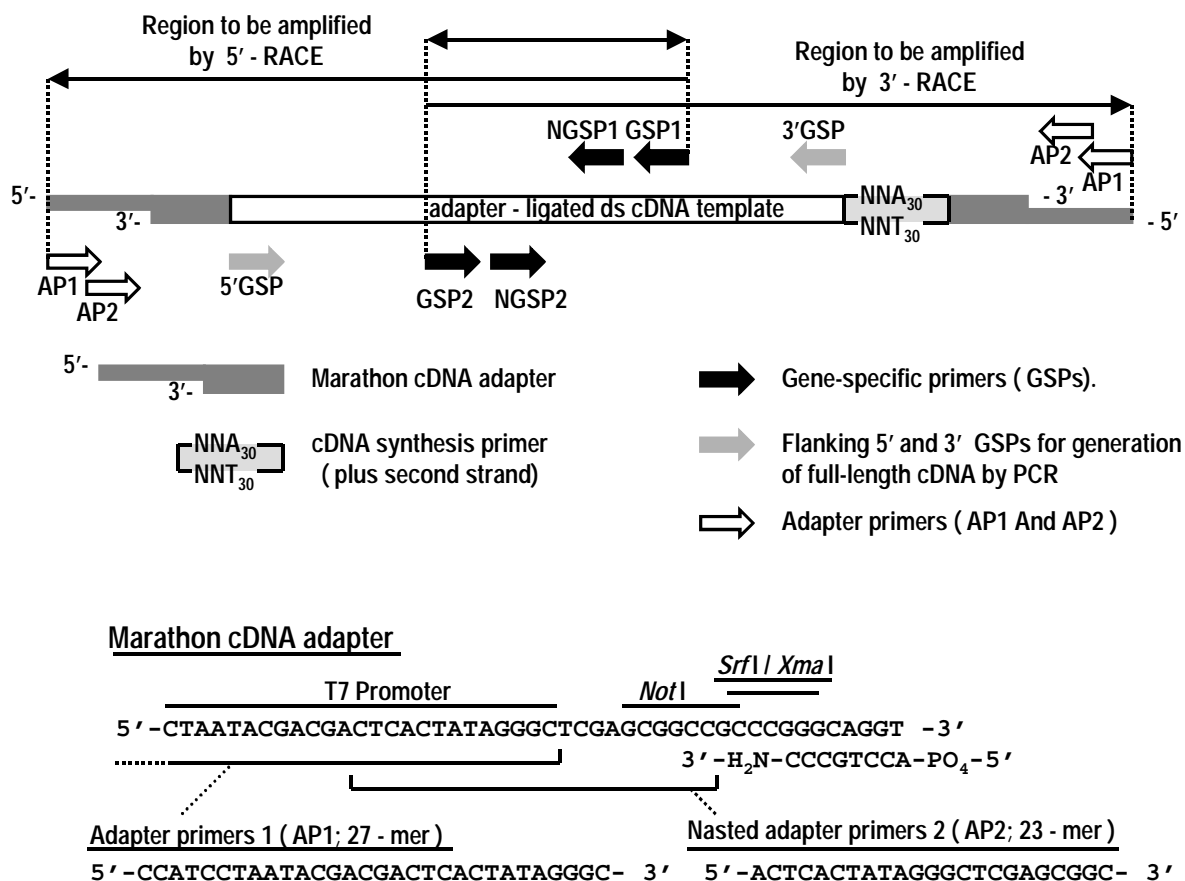 Region to be amplified
by 5′ - RACE
Region to be amplified
by 3′ - RACE
NGSP1 GSP1
3′GSP
AP2
AP1
5′-
3′-
adapter - ligated ds cDNA template
NNA30
NNT30
- 3′
- 5′
AP1
AP2
5′GSP
GSP2
NGSP2
5′-
3′-
Marathon cDNA adapter
Gene-specific primers ( GSPs).
NNA30
NNT30
cDNA synthesis primer
( plus second strand)
Flanking 5′ and 3′ GSPs for generation
of full-length cDNA by PCR
Adapter primers ( AP1 And AP2 )
Marathon cDNA adapter
T7 Promoter
Not I
Srf I / Xma I
5′-CTAATACGACGACTCACTATAGGGCTCGAGCGGCCGCCCGGGCAGGT -3′
3′-H2N-CCCGTCCA-PO4-5′
Adapter primers 1 ( AP1; 27 - mer )
Nasted adapter primers 2 ( AP2; 23 - mer )
5′-CCATCCTAATACGACGACTCACTATAGGGC- 3′
5′-ACTCACTATAGGGCTCGAGCGGC- 3′